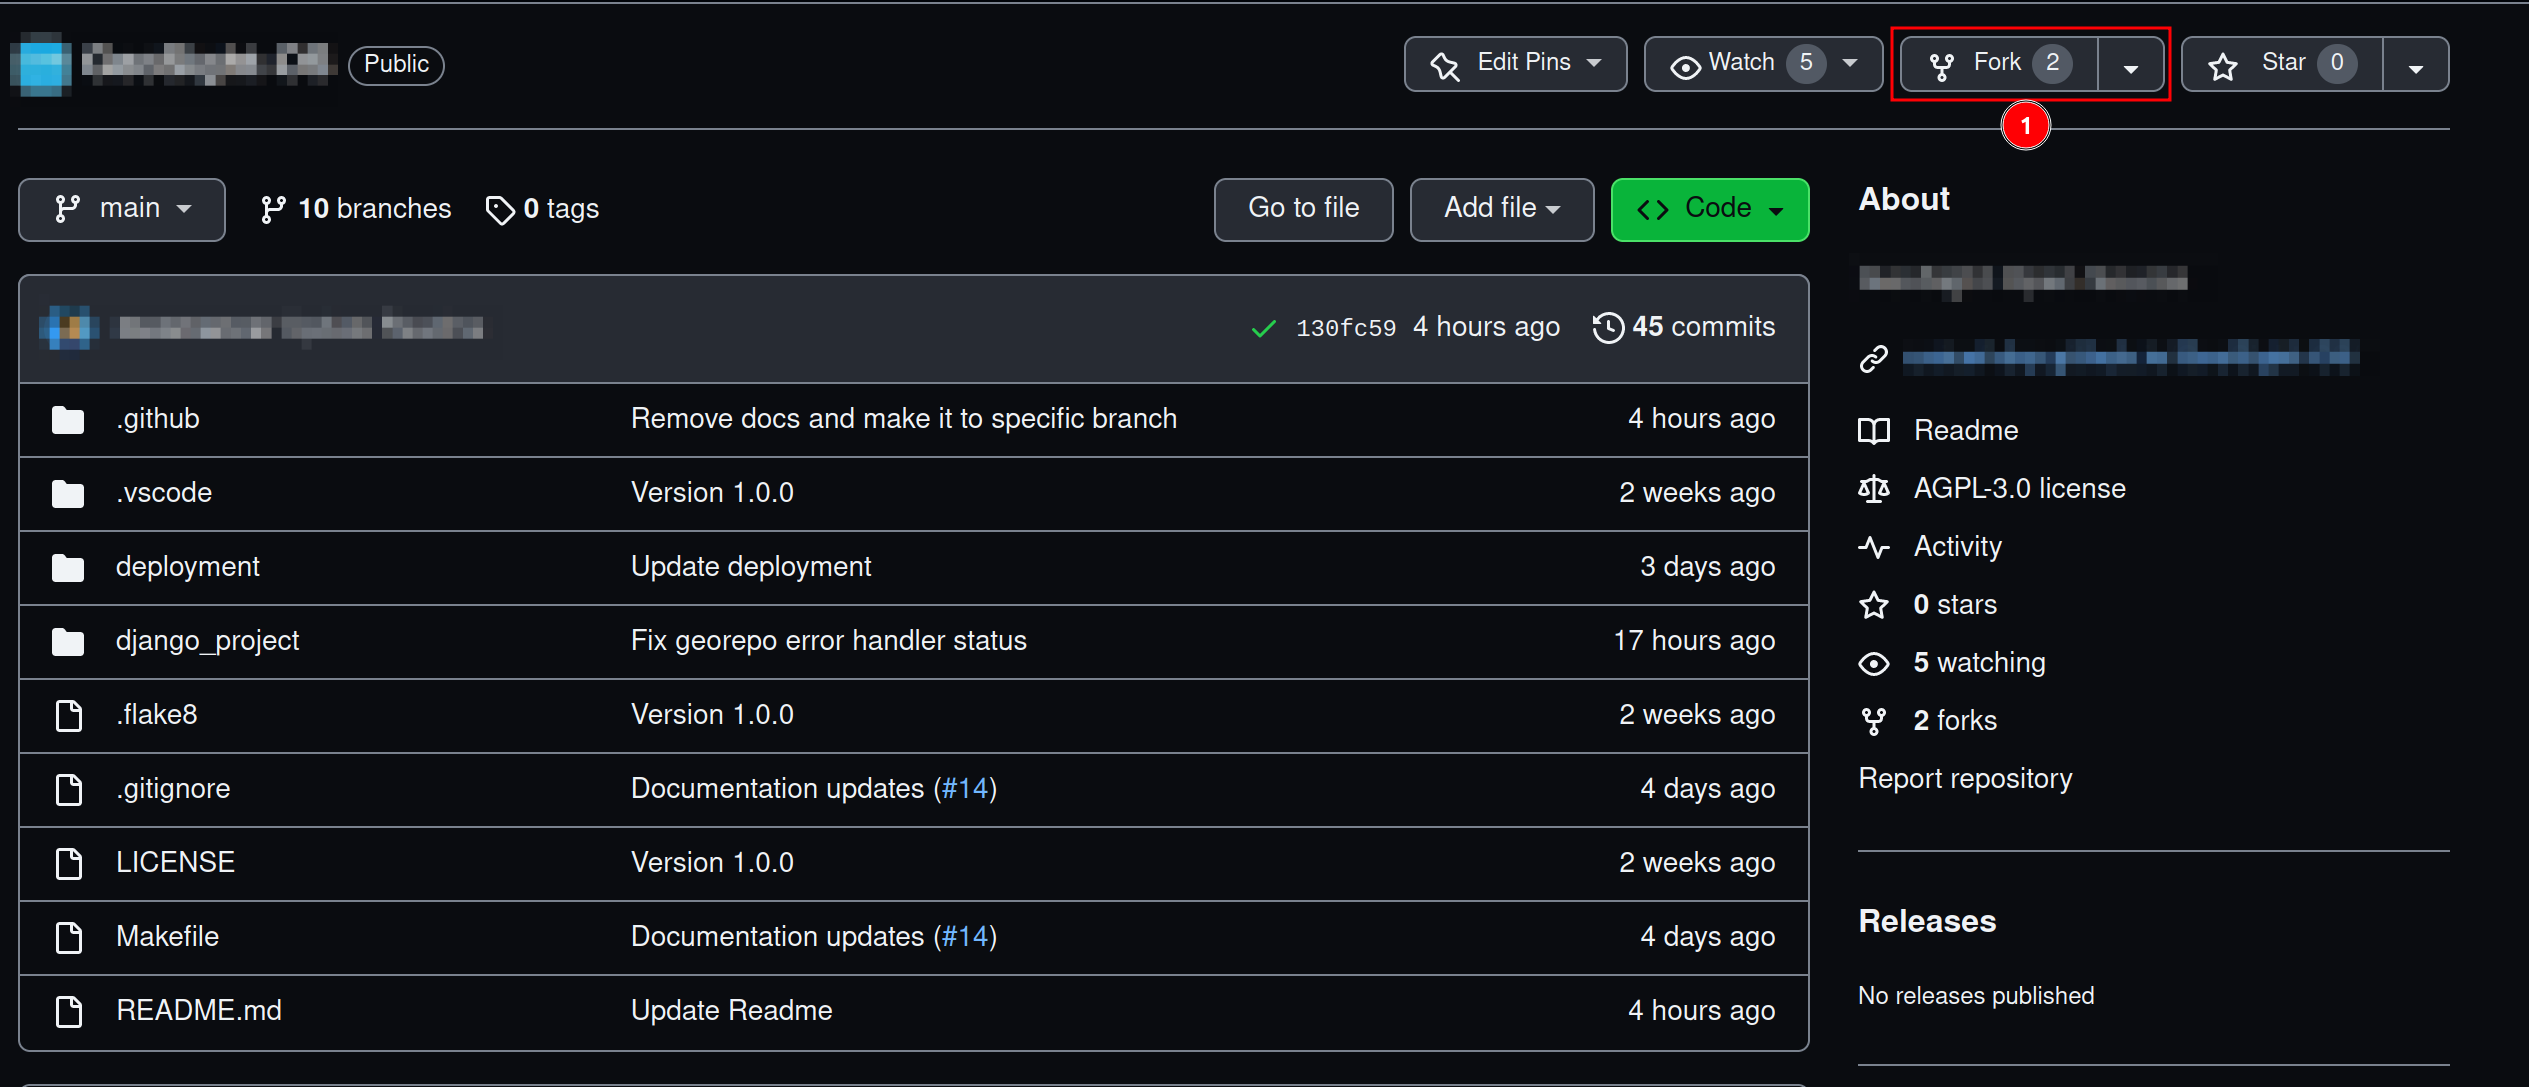 Public
Edit Pins
Watch 5
Fork 2
Star 0
1
main
10 branches
0 tags
Go to file
Add file
Code
130fc59 4 hours ago 45 commits
.github Remove docs and make it to specific branch 4 hours ago
.vscode Version 1.0.0 2 weeks ago
deployment Update deployment 3 days ago
django_project Fix georepo error handler status 17 hours ago
.flake8 Version 1.0.0 2 weeks ago
.gitignore Documentation updates (#14) 4 days ago
LICENSE Version 1.0.0 2 weeks ago
Makefile Documentation updates (#14) 4 days ago
README.md Update Readme 4 hours ago
About
Readme
AGPL-3.0 license
Activity
0 stars
5 watching
2 forks
Report repository
Releases
No releases published